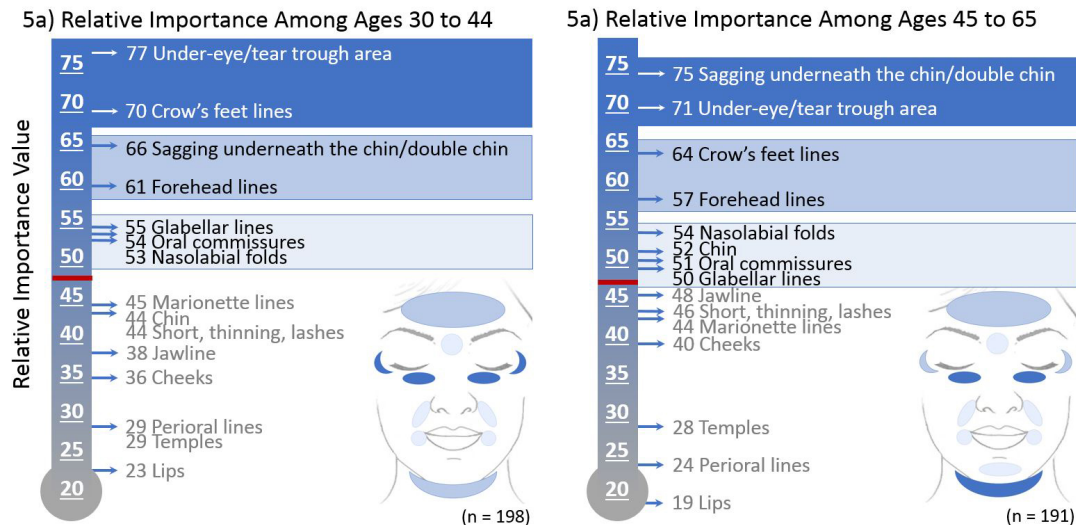 5a) Relative Importance Among Ages 30 to 44
Relative Importance Value
75
70
65
60
55
50
45
40
35
30
25
20
77 Under-eye/tear trough area
70 Crow's feet lines
66 Sagging underneath the chin/double chin
61 Forehead lines
55 Glabellar lines
54 Oral commissures
53 Nasolabial folds
45 Marionette lines
44 Chin
44 Short, thinning, lashes
38 Jawline
36 Cheeks
29 Perioral lines
29 Temples
23 Lips
(n = 198)
5a) Relative Importance Among Ages 45 to 65
75
70
65
60
55
50
45
40
35
30
25
20
75 Sagging underneath the chin/double chin
71 Under-eye/tear trough area
64 Crow's feet lines
57 Forehead lines
54 Nasolabial folds
52 Chin
51 Oral commissures
50 Glabellar lines
48 Jawline
46 Short, thinning, lashes
44 Marionette lines
40 Cheeks
28 Temples
24 Perioral lines
19 Lips
(n = 191)